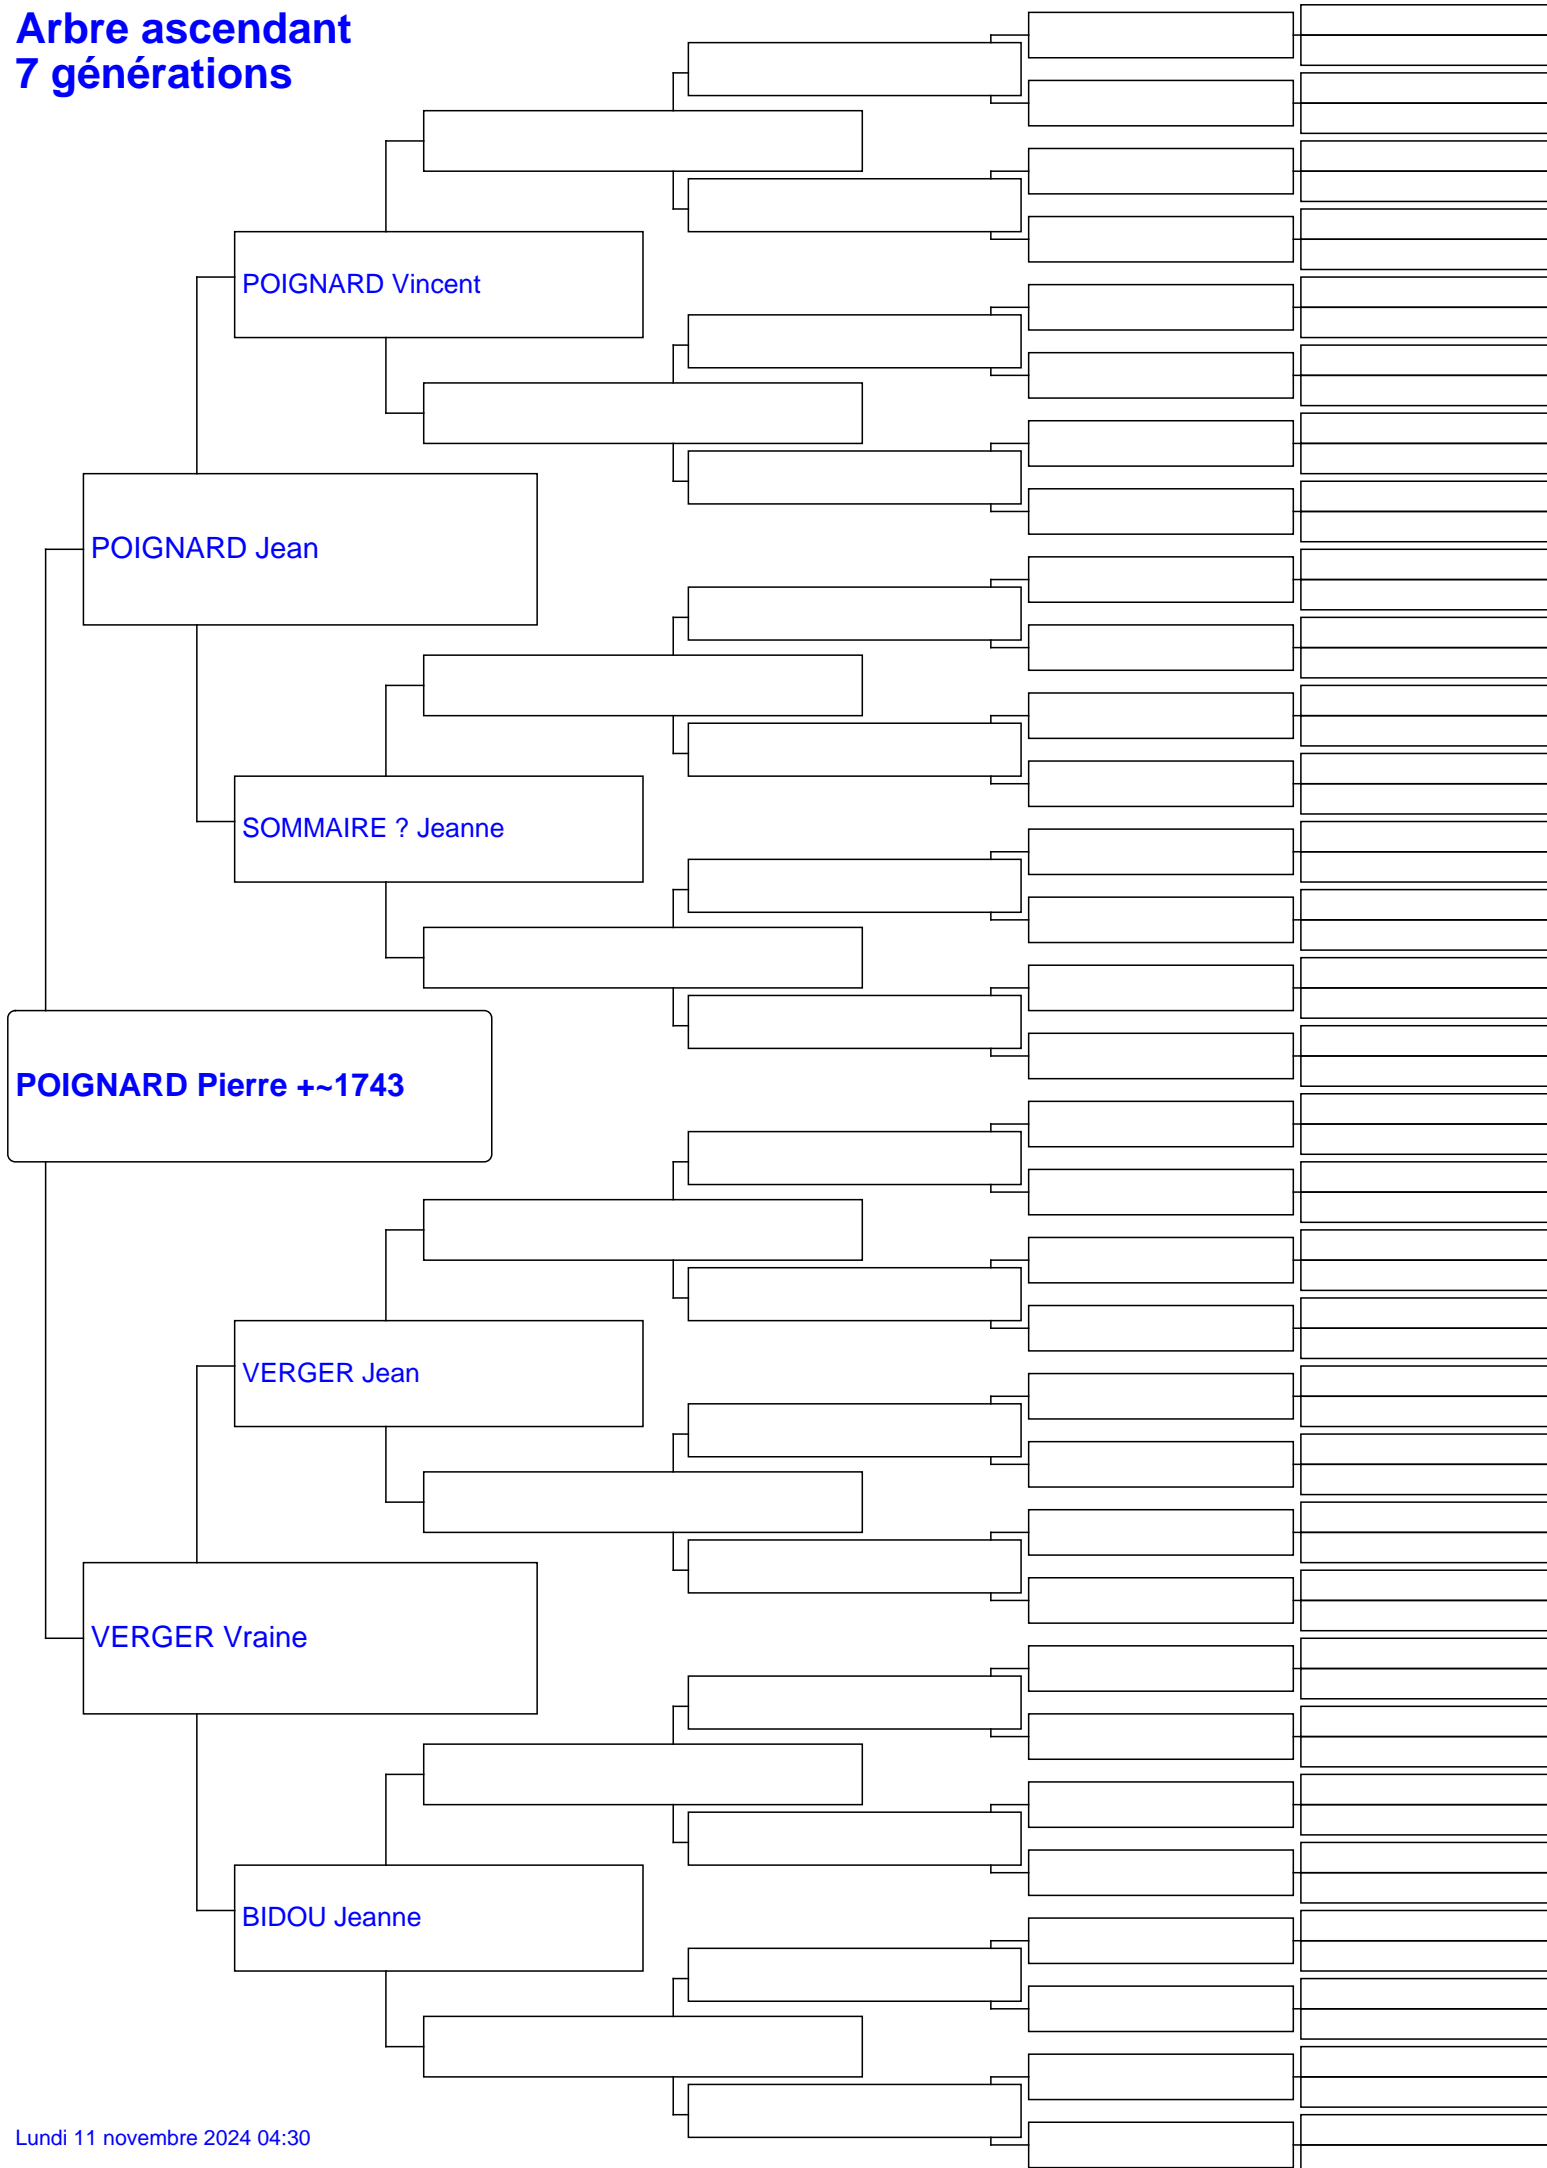 Arbre ascendant
7 générations
POIGNARD Vincent
POIGNARD Jean
SOMMAIRE ? Jeanne
POIGNARD Pierre +~1743
VERGER Jean
VERGER Vraine
BIDOU Jeanne
Lundi 11 novembre 2024 04:30